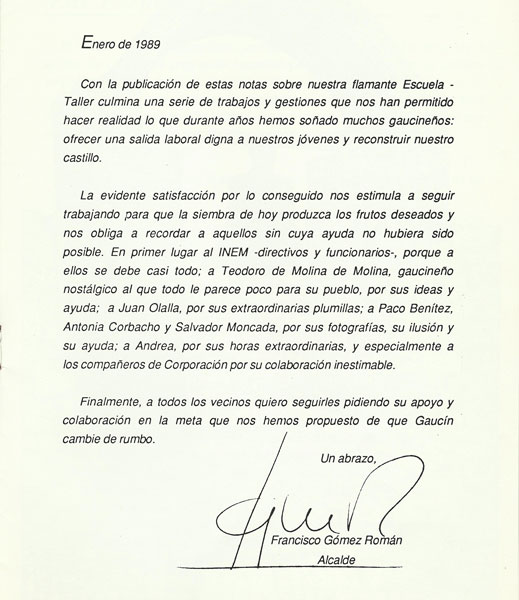 Enero de 1989
Con la publicación de estas notas sobre nuestra flamante Escuela -
Taller culmina una serie de trabajos y gestiones que nos han permitido
hacer realidad lo que durante años hemos soñado muchos gaucineños:
ofrecer una salida laboral digna a nuestros jóvenes y reconstruir nuestro
castillo.
La evidente satisfacción por lo conseguido nos estimula a seguir
trabajando para que la siembra de hoy produzca los frutos deseados y
nos obliga a recordar a aquellos sin cuya ayuda no hubiera sido
posible. En primer lugar al INEM -directivos y funcionarios-, porque a
ellos se debe casi todo; a Teodoro de Molina de Molina, gaucineño
nostálgico al que todo le parece poco para su pueblo, por sus ideas y
ayuda; a Juan Olalla, por sus extraordinarias plumillas; a Paco Benítez,
Antonia Corbacho y Salvador Moncada, por sus fotografías, su ilusión y
su ayuda; a Andrea, por sus horas extraordinarias, y especialmente a
los compañeros de Corporación por su colaboración inestimable.
Finalmente, a todos los vecinos quiero seguirles pidiendo su apoyo y
colaboración en la meta que nos hemos propuesto de que Gaucín
cambie de rumbo.
Un abrazo,
Francisco Gómez Román
Alcalde